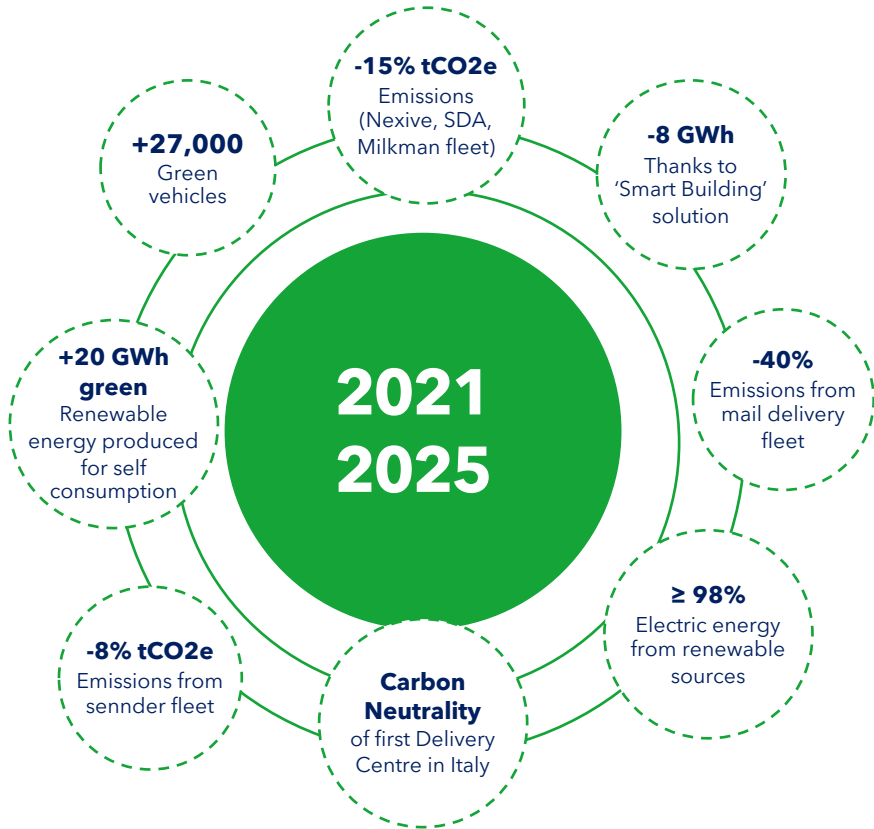 -15% tCO2e
Emissions
(Nexive, SDA,
Milkman fleet)
-8 GWh
Thanks to
‘Smart Building’
solution
-40%
Emissions from
mail delivery
fleet
≥ 98%
Electric energy
from renewable
sources
Carbon
Neutrality
of first Delivery
Centre in Italy
-8% tCO2e
Emissions from
sennder fleet
+20 GWh
green
Renewable
energy produced
for self
consumption
+27,000
Green
vehicles
2021
2025